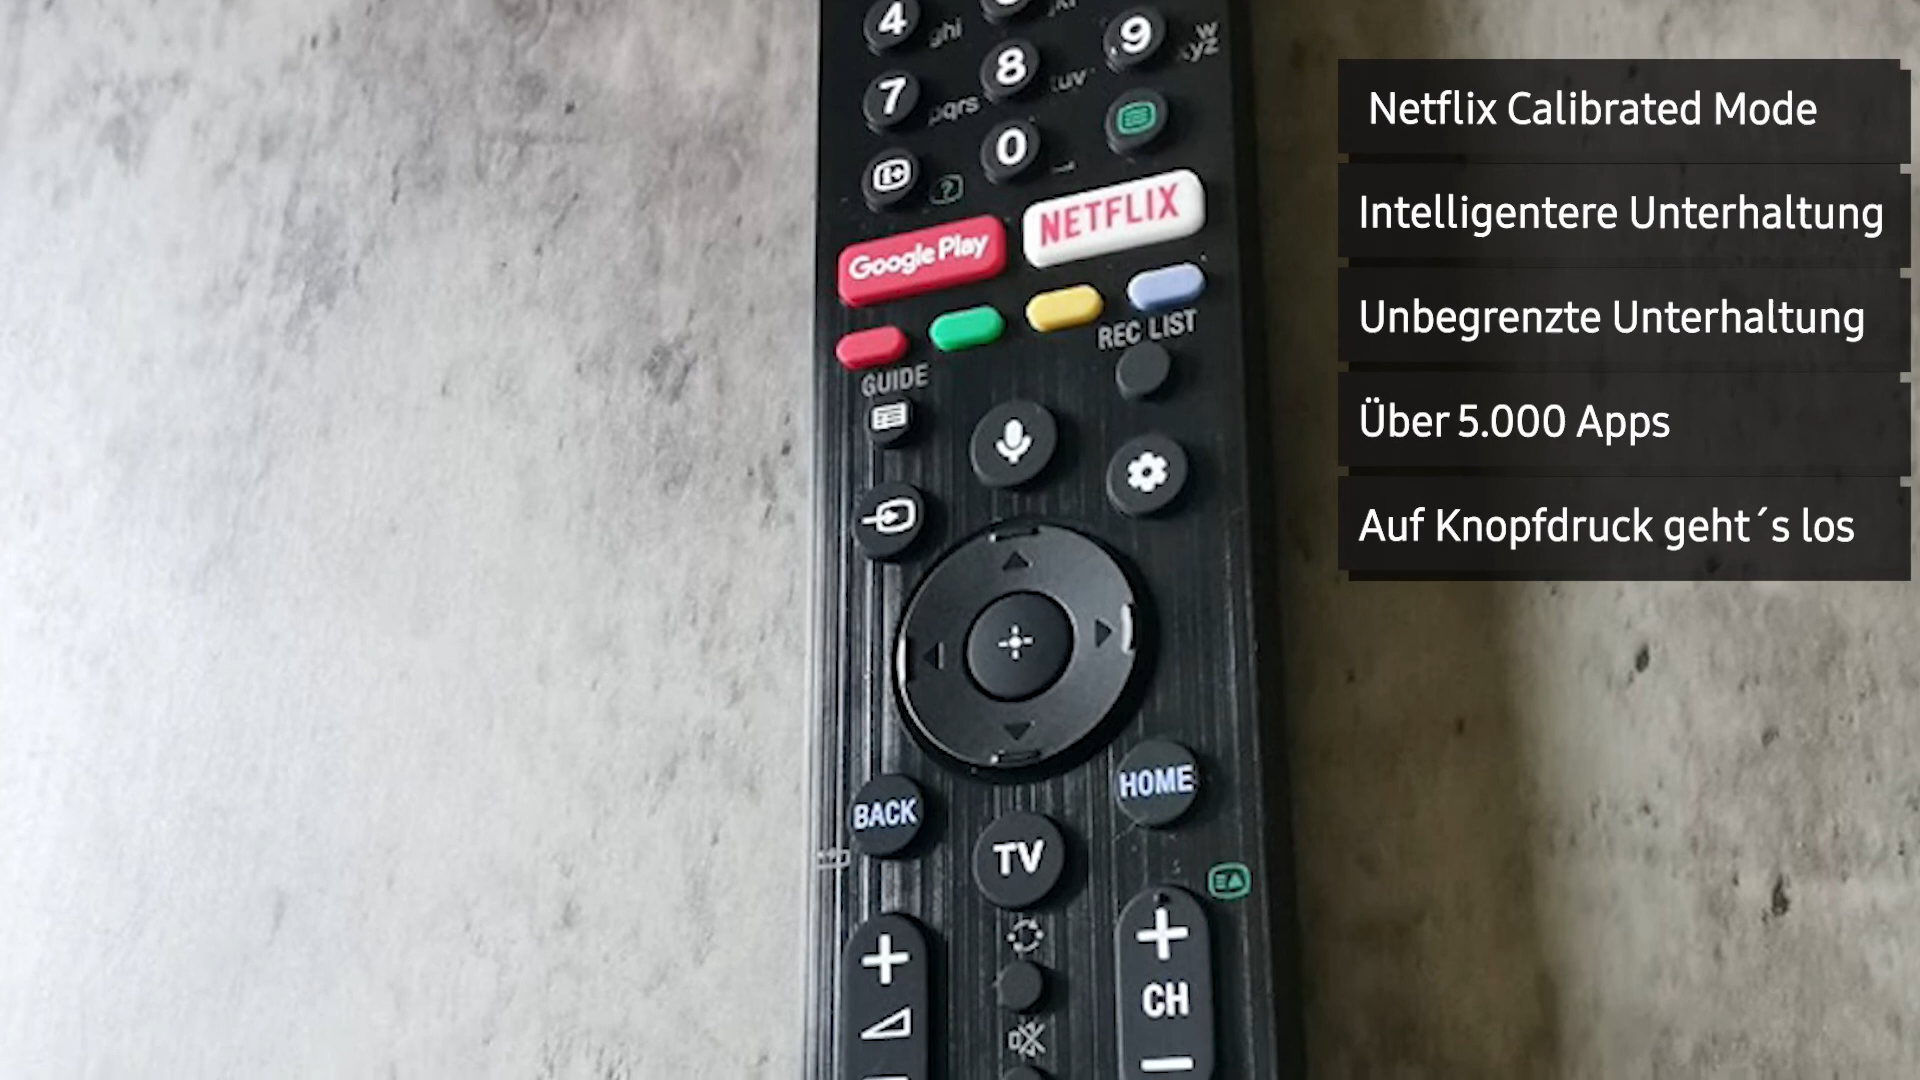 4 ghi
9 w
xyz
8 tuv
7 pqrs
0
i+ ?
NETFLIX
Google Play
REC LIST
GUIDE
HOME
BACK
TV
+
+
CH
Netflix Calibrated Mode
Intelligentere Unterhaltung
Unbegrenzte Unterhaltung
Über 5.000 Apps
Auf Knopfdruck geht´s los